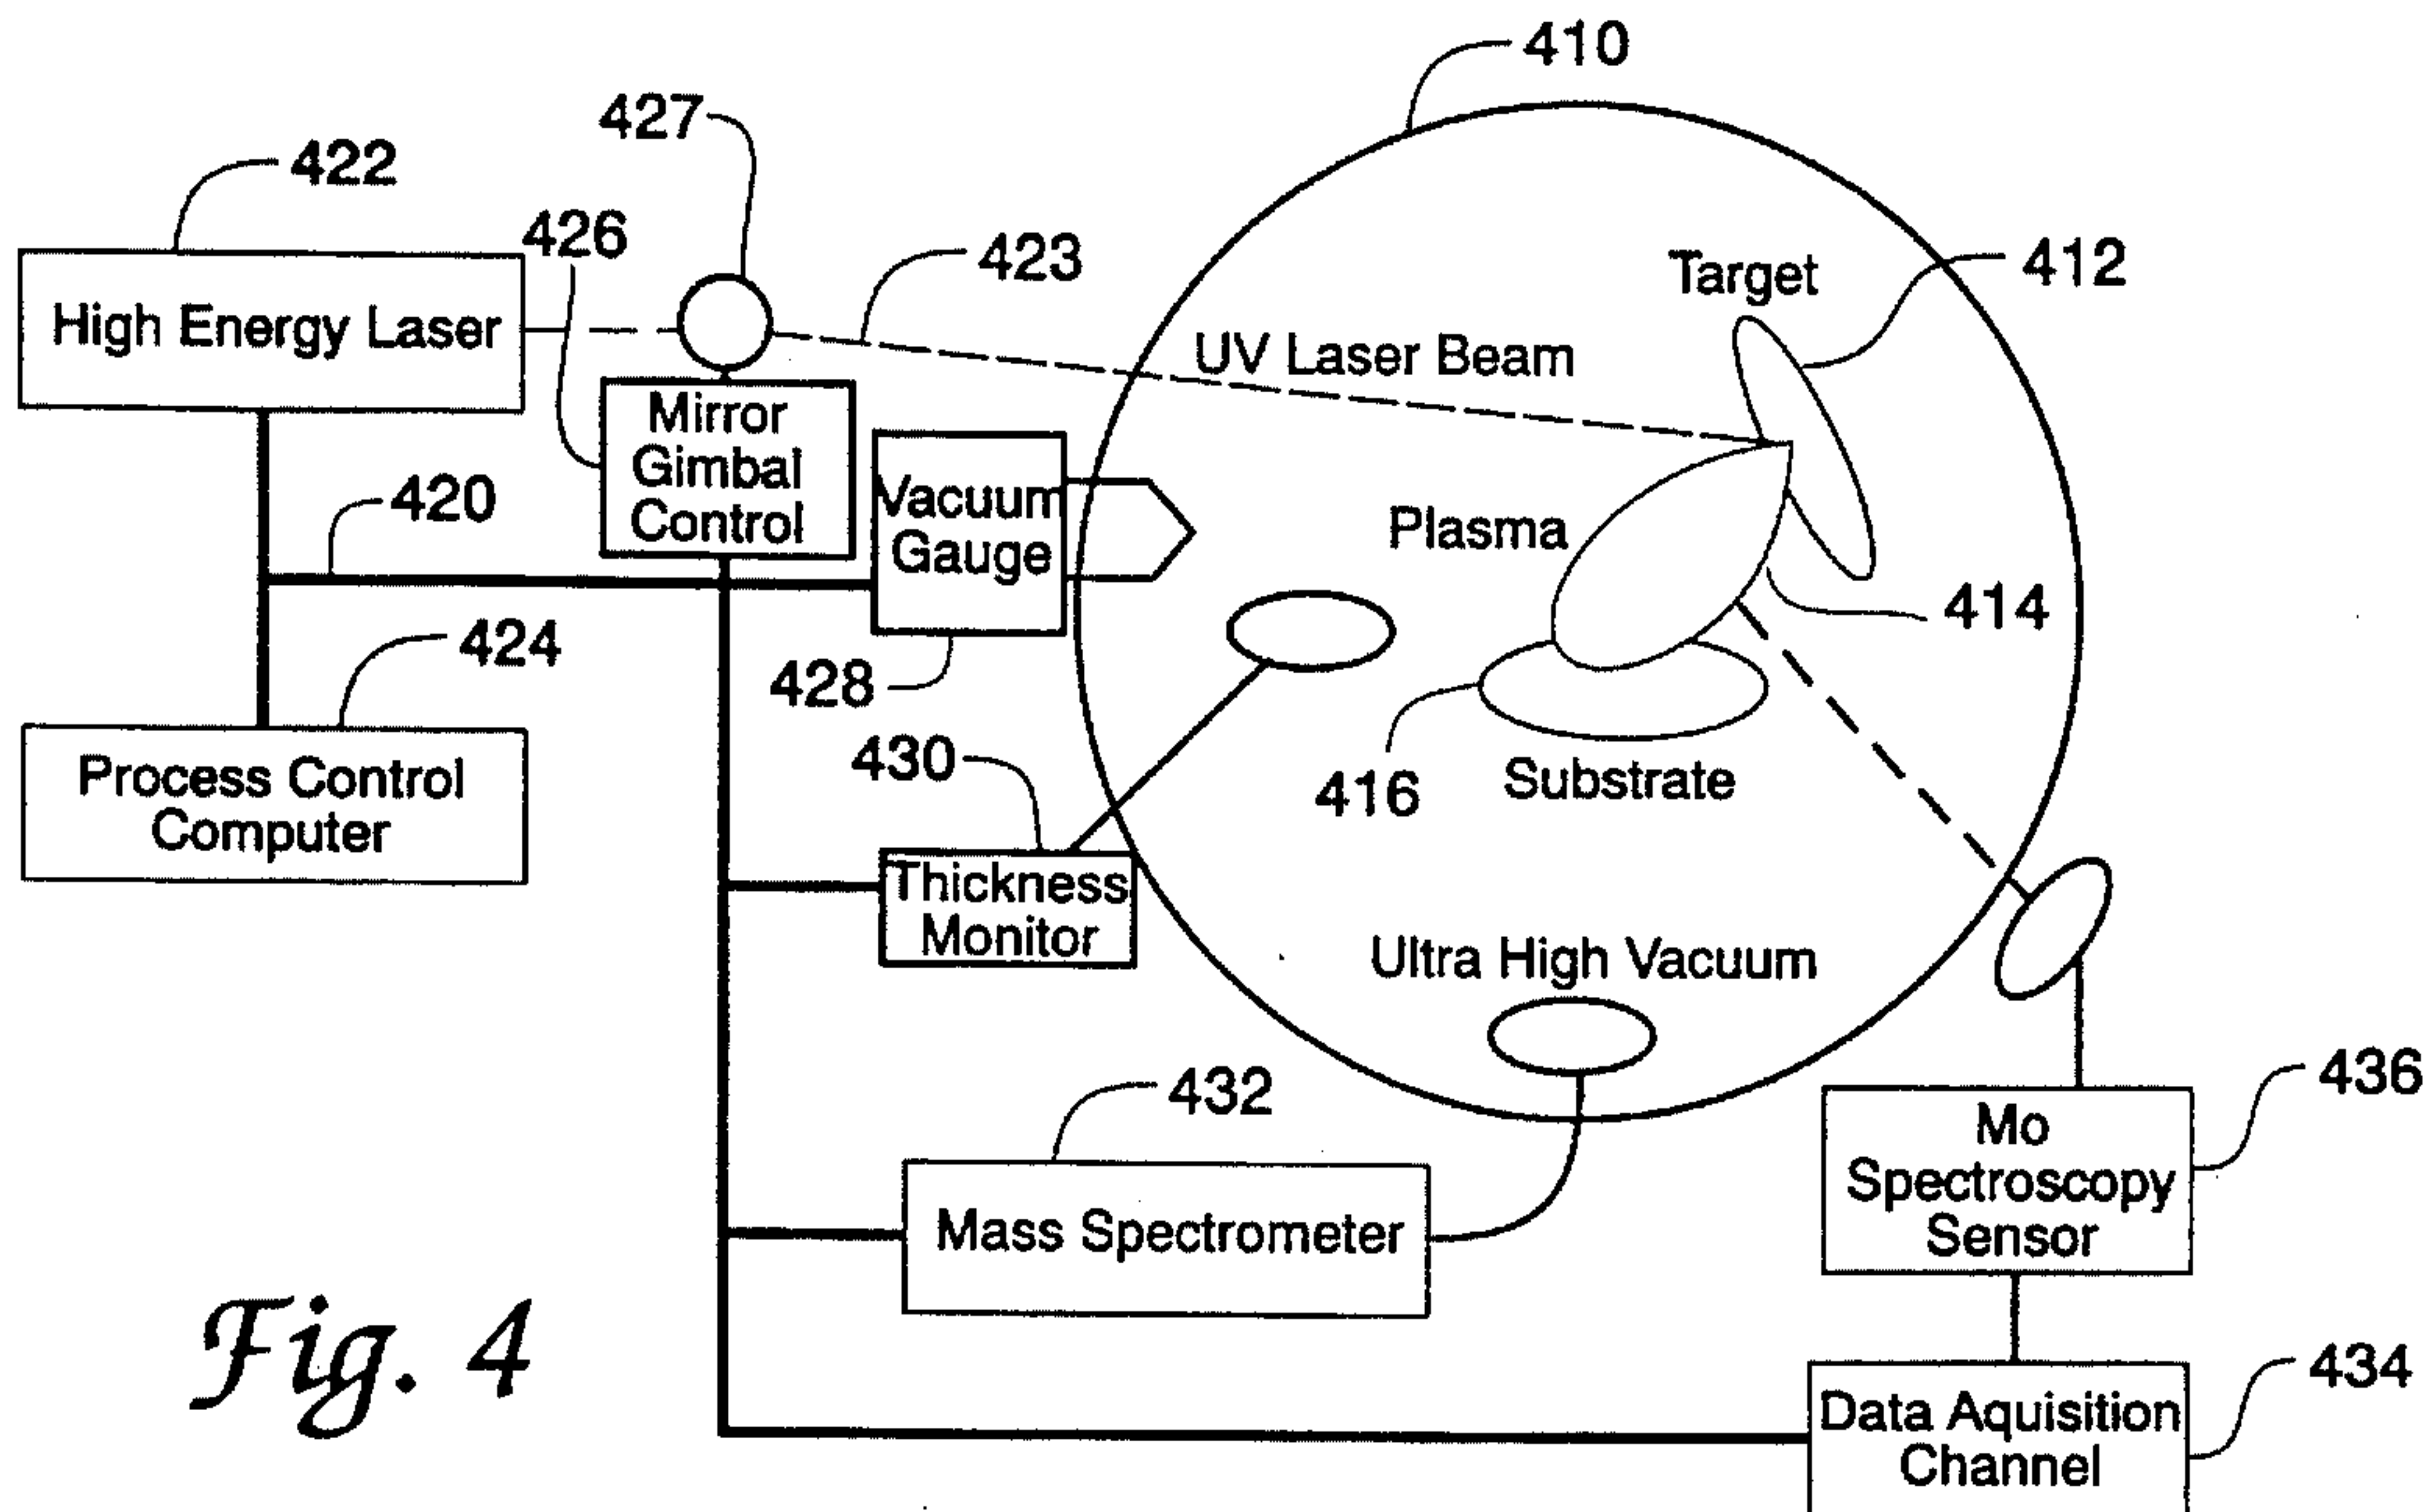 410
427
422
426
423
412
Target
High Energy Laser
UV Laser Beam
Mirror
Gimbal
Control
420
Vacuum
Gauge
Plasma
414
424
428
430
416
Substrate
Process Control
Computer
Thickness
Monitor
Ultra High Vacuum
432
436
Mo
Spectroscopy
Sensor
Mass Spectrometer
Fig. 4
434
Data Aquisition
Channel